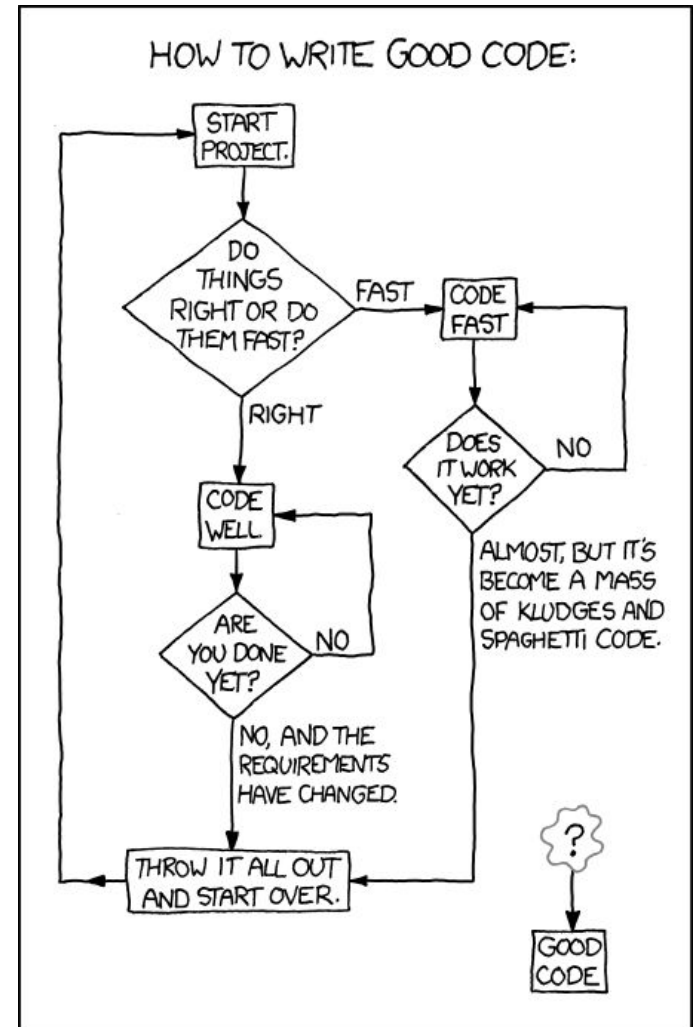 HOW TO WRITE GOOD CODE:
START
PROJECT.
DO
THINGS
RIGHT OR DO
THEM FAST?
FAST
CODE
FAST
RIGHT
DOES
IT WORK
YET?
NO
CODE
WELL
ALMOST, BUT IT'S
BECOME A MASS
OF KLUDGES AND
SPAGHETTI CODE.
ARE
YOU DONE
YET?
NO
NO, AND THE
REQUIREMENTS
HAVE CHANGED.
THROW IT ALL OUT
AND START OVER.
?
GOOD
CODE